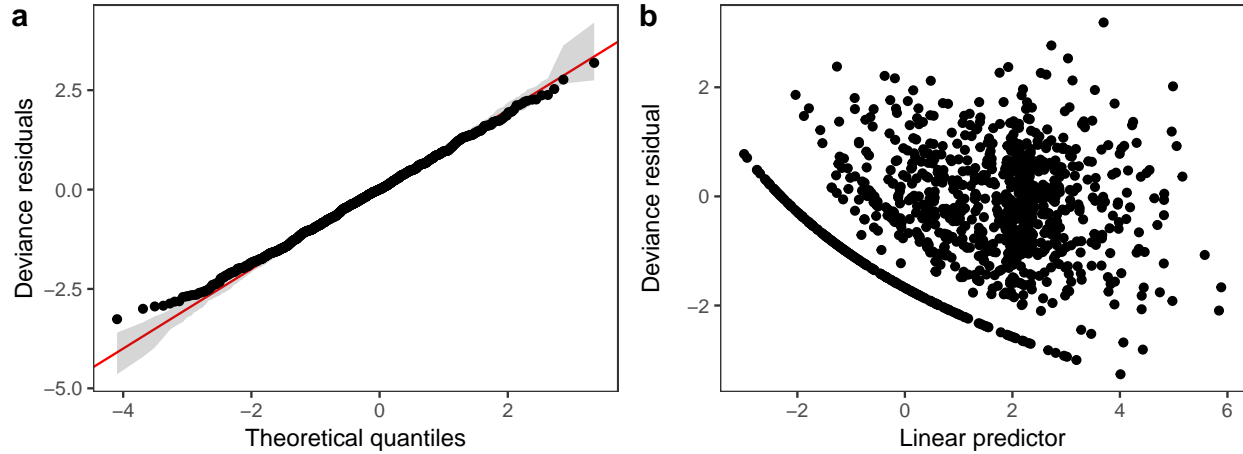 a
Deviance residuals
2.5
0.0
−2.5
−5.0
−4
−2
0
2
Theoretical quantiles
b
Deviance residual
2
0
−2
−2
0
2
4
6
Linear predictor